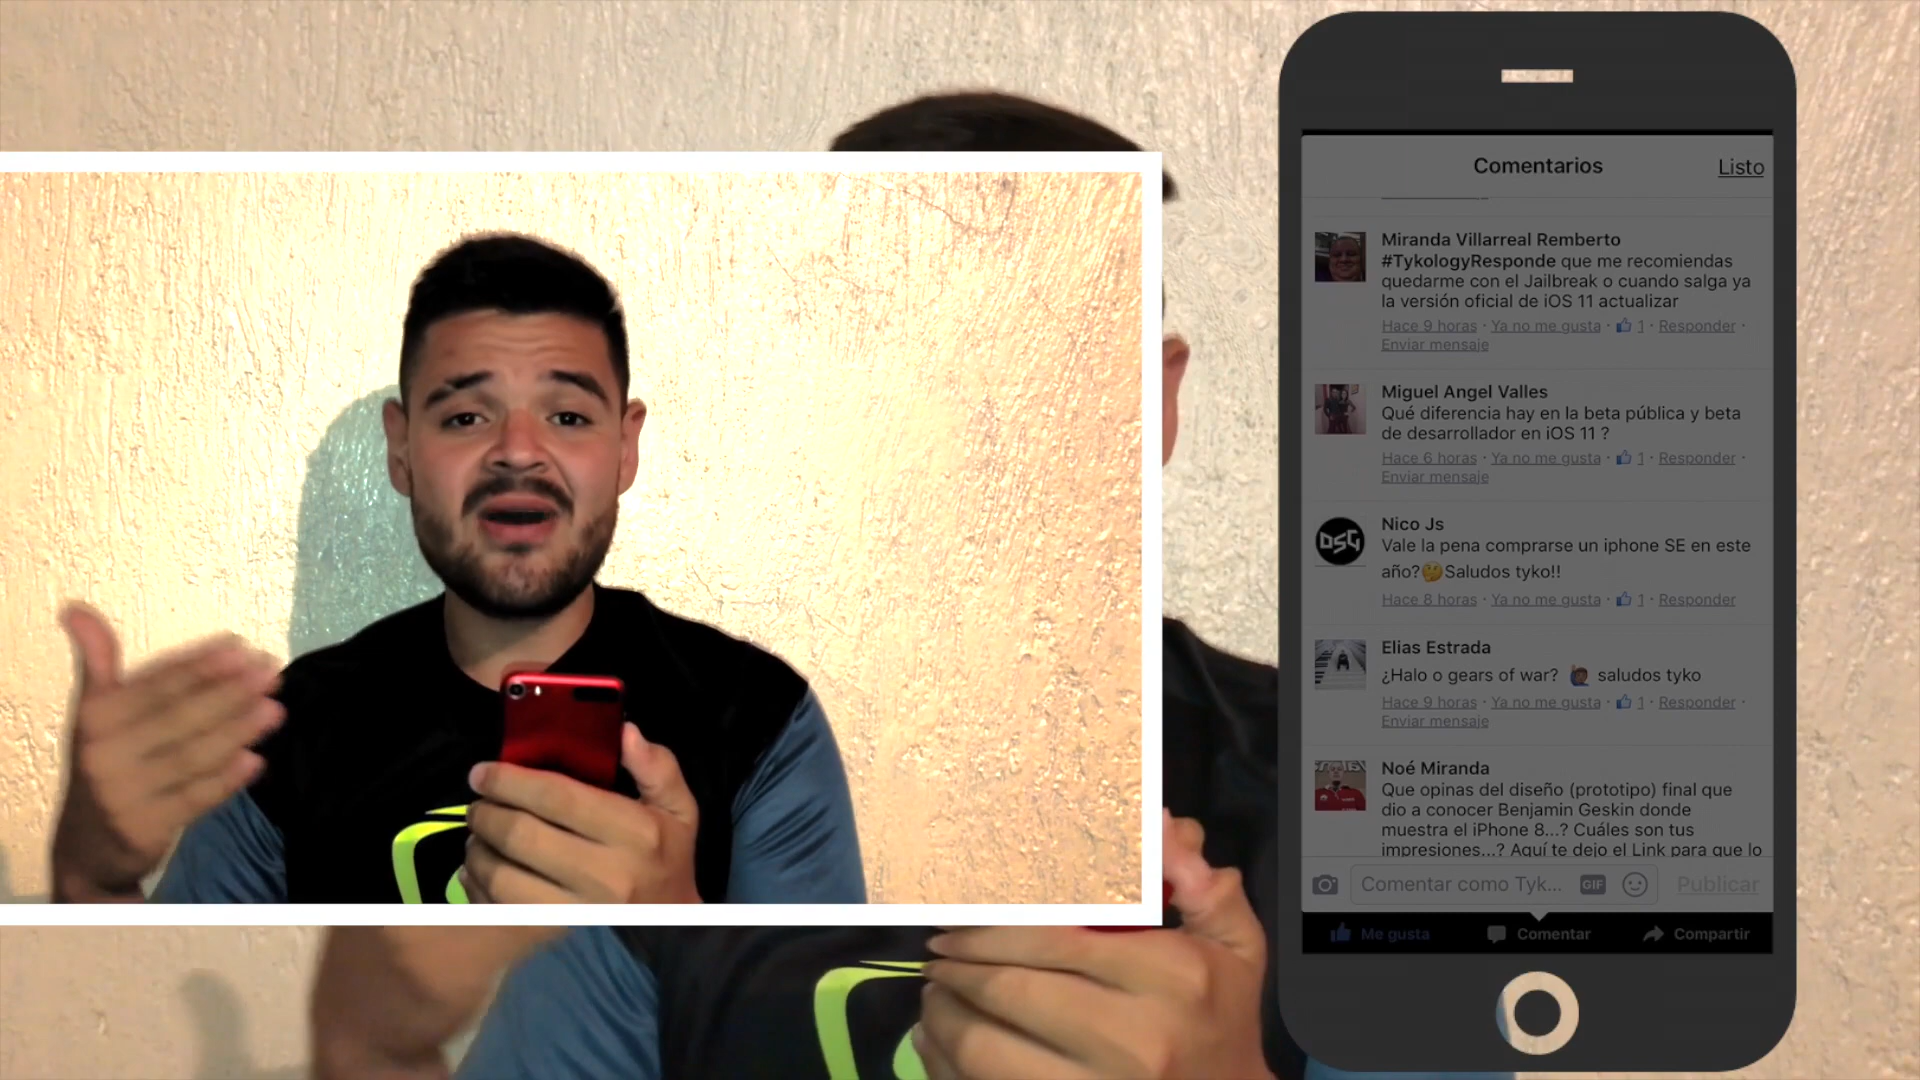 Comentarios
Listo
Miranda Villarreal Remberto
#TykologyResponde que me recomiendas
quedarme con el Jailbreak o cuando salga ya
la versión oficial de iOS 11 actualizar
Hace 9 horas · Ya no me gusta · 1 · Responder ·
Enviar mensaje
Miguel Angel Valles
Qué diferencia hay en la beta pública y beta
de desarrollador en iOS 11 ?
Hace 6 horas · Ya no me gusta · 1 · Responder ·
Enviar mensaje
DSG
Nico Js
Vale la pena comprarse un iphone SE en este
año?🤔Saludos tyko!!
Hace 8 horas · Ya no me gusta · 1 · Responder
Elias Estrada
¿Halo o gears of war? 🙋🏾‍♂️ saludos tyko
Hace 9 horas · Ya no me gusta · 1 · Responder ·
Enviar mensaje
Noé Miranda
Que opinas del diseño (prototipo) final que
dio a conocer Benjamin Geskin donde
muestra el iPhone 8...? Cuáles son tus
impresiones...? Aquí te dejo el Link para que lo
Comentar como Tyk...
GIF
Publicar
Me gusta
Comentar
Compartir